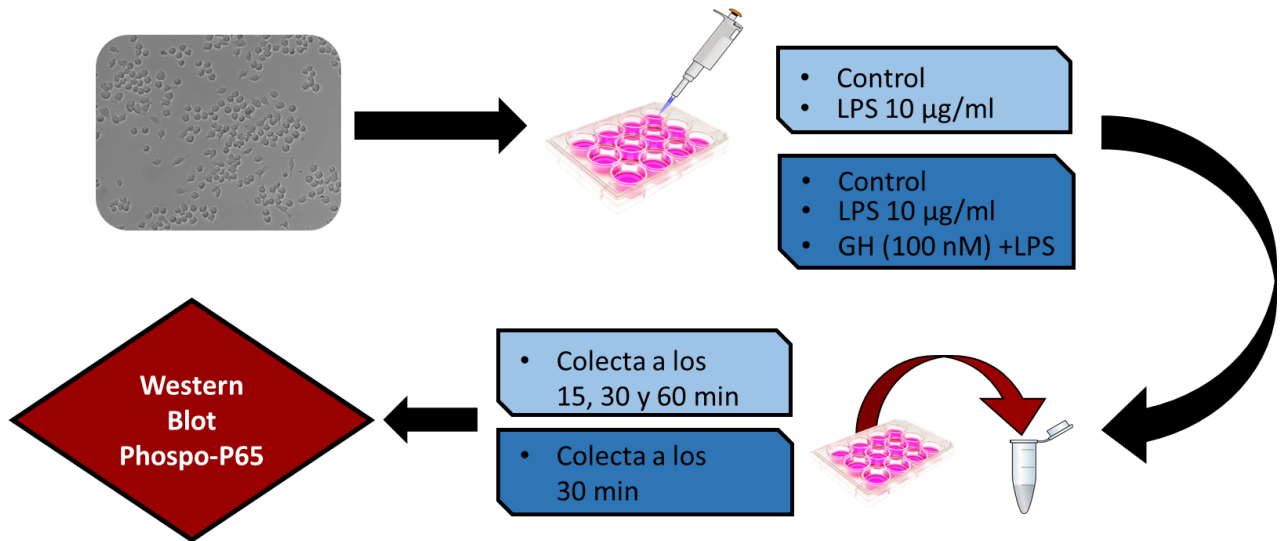 • Control
• LPS 10 µg/ml
• Control
• LPS 10 µg/ml
• GH (100 nM) +LPS
• Colecta a los
15, 30 y 60 min
• Colecta a los
30 min
Western
Blot
Phospo-P65